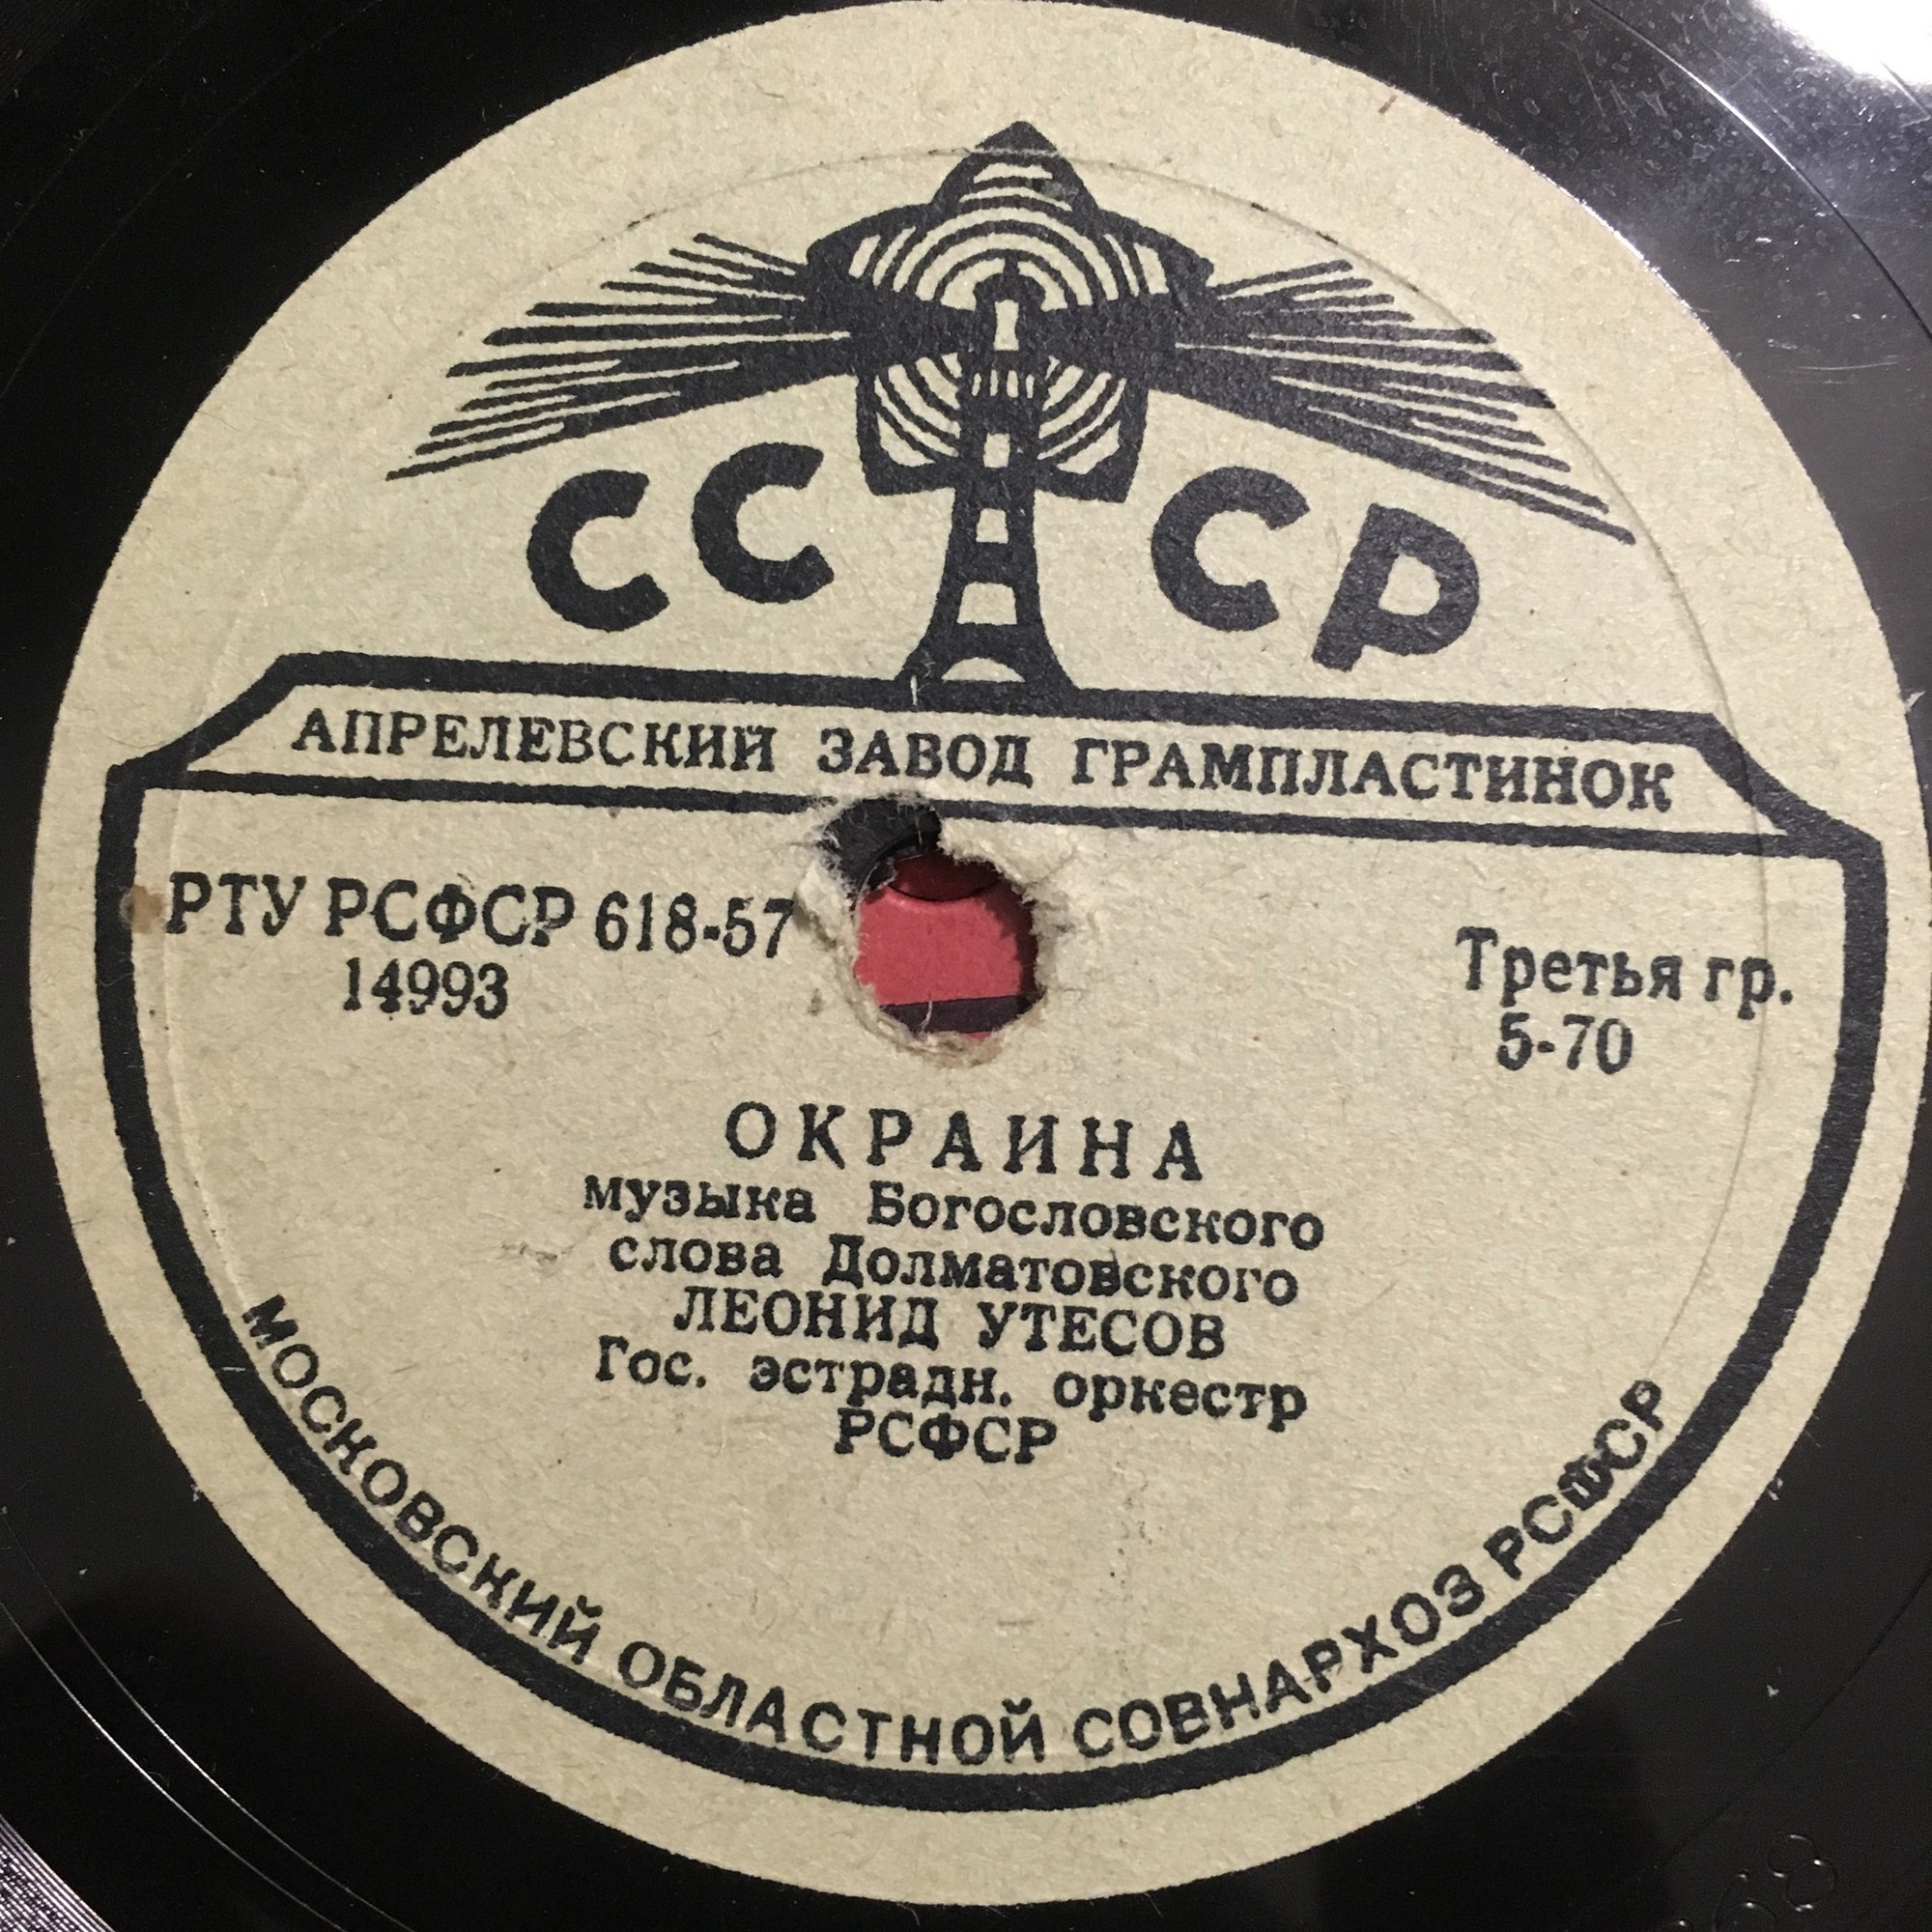 СССР
АПРЕЛЕВСКИЙ ЗАВОД ГРАМПЛАСТИНОК
РТУ РСФСР 618-57
14993
Третья гр.
5-70
ОКРАИНА
музыка Богословского
слова Долматовского
ЛЕОНИД УТЕСОВ
Гос. эстрадн. оркестр
РСФСР
МОСКОВСКИЙ ОБЛАСТНОЙ СОВНАРХОЗ РСФСР